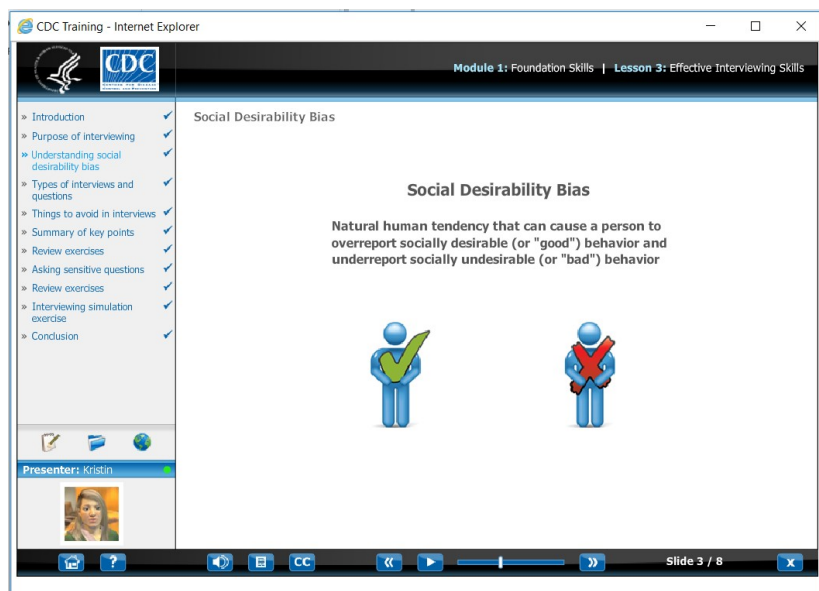 CDC Training - Internet Explorer
CDC
Module 1: Foundation Skills | Lesson 3: Effective Interviewing Skills
» Introduction
» Purpose of interviewing
» Understanding social
desirability bias
» Types of interviews and
questions
» Things to avoid in interviews
» Summary of key points
» Review exercises
» Asking sensitive questions
» Review exercises
» Interviewing simulation
exercise
» Conclusion
Social Desirability Bias
Social Desirability Bias
Natural human tendency that can cause a person to
overreport socially desirable (or "good") behavior and
underreport socially undesirable (or "bad") behavior
Presenter: Kristin
?
CC
Slide 3 / 8
X